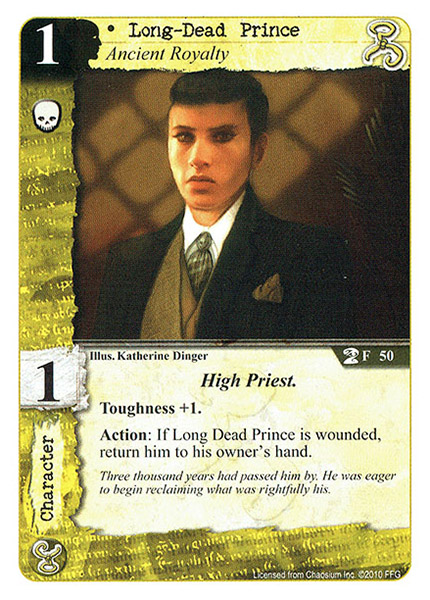 1
• Long-Dead Prince
Ancient Royalty
Illus. Katherine Dinger
F 50
1
High Priest.
Toughness +1.
Action: If Long Dead Prince is wounded,
return him to his owner's hand.
Three thousand years had passed him by. He was eager
to begin reclaiming what was rightfully his.
Character
Licensed from Chaosium Inc. ©2010 FFG